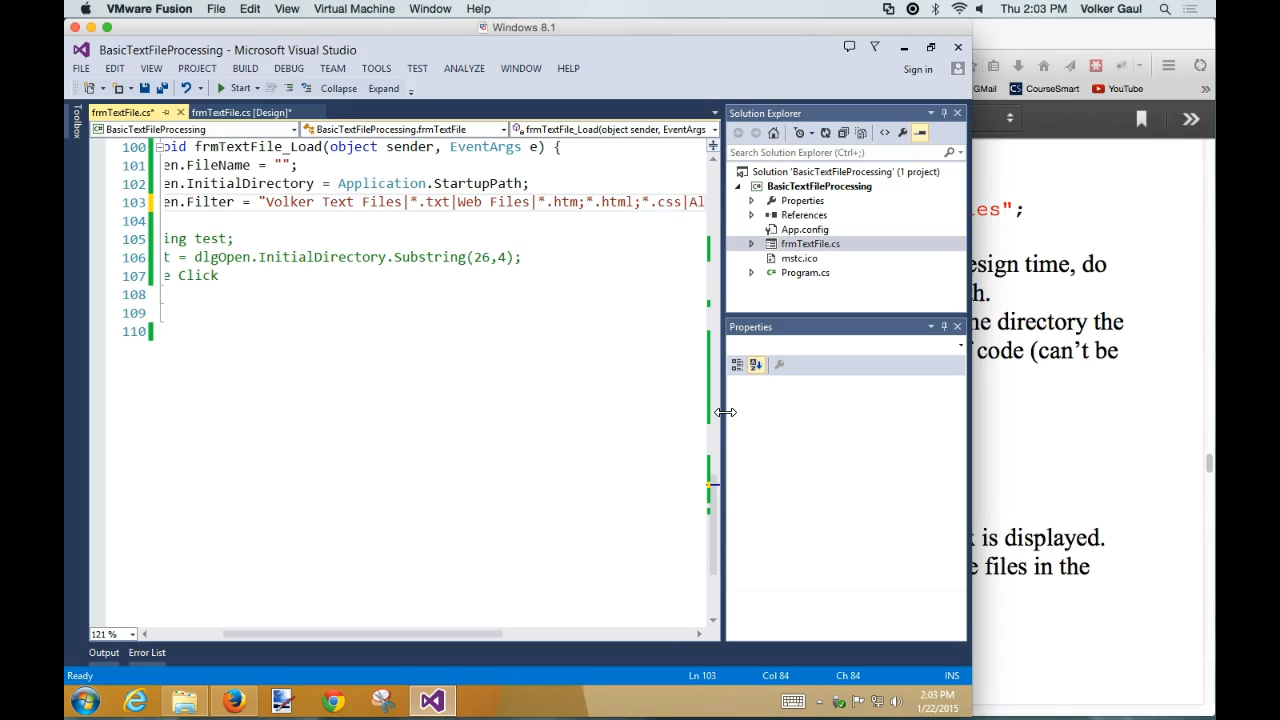 VMware Fusion File Edit View Virtual Machine Window Help Thu 2:03 PM Volker Gaul
Windows 8.1
BasicTextFileProcessing - Microsoft Visual Studio
FILE EDIT VIEW PROJECT BUILD DEBUG TEAM TOOLS TEST ANALYZE WINDOW HELP Sign in
Start Collapse Expand
GMail CourseSmart YouTube
Toolbox
frmTextFile.cs* frmTextFile.cs [Design]*
BasicTextFileProcessing BasicTextFileProcessing.frmTextFile frmTextFile_Load(object sender, EventArgs
100 oid frmTextFile_Load(object sender, EventArgs e) {
101 en.FileName = "";
102 en.InitialDirectory = Application.StartupPath;
103 en.Filter = "Volker Text Files|*.txt|Web Files|*.htm;*.html;*.css|Al
104
105 ing test;
106 t = dlgOpen.InitialDirectory.Substring(26,4);
107 e Click
108
109
110
121 %
Solution Explorer
Search Solution Explorer (Ctrl+;)
Solution 'BasicTextFileProcessing' (1 project)
BasicTextFileProcessing
Properties
References
App.config
frmTextFile.cs
mstc.ico
Program.cs
Properties
es";
esign time, do
h.
ne directory the
code (can't be
is displayed.
e files in the
Output Error List
Ready Ln 103 Col 84 Ch 84 INS
2:03 PM
1/22/2015